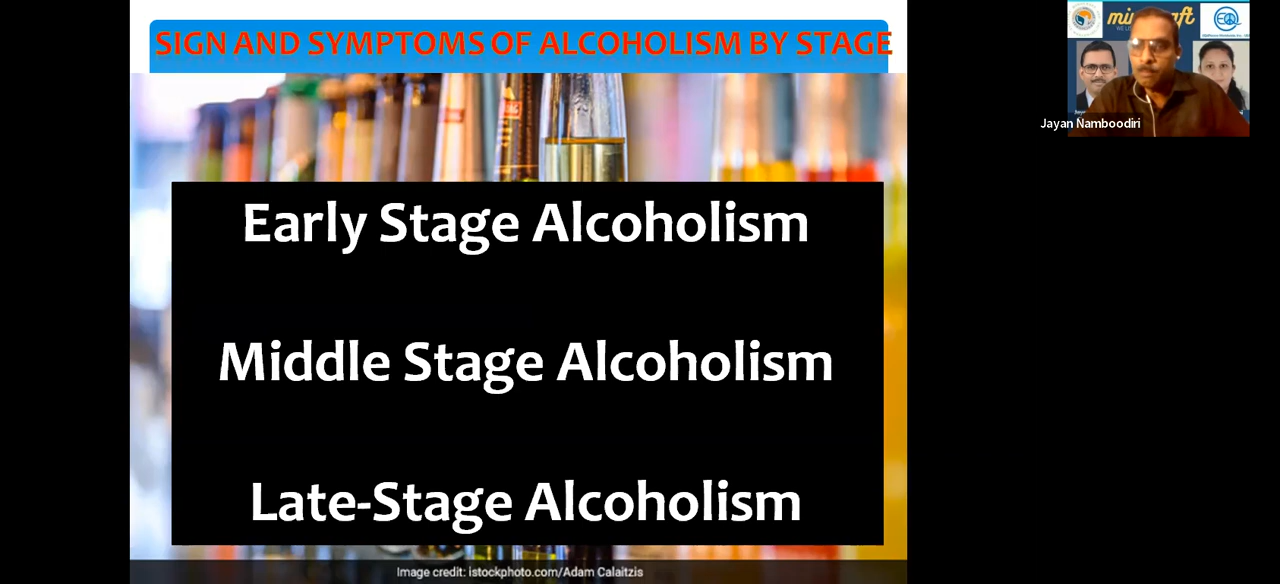 SIGN AND SYMPTOMS OF ALCOHOLISM BY STAGE
Early Stage Alcoholism
Middle Stage Alcoholism
Late-Stage Alcoholism
Image credit: istockphoto.com/Adam Calaitzis
Jayan Namboodiri